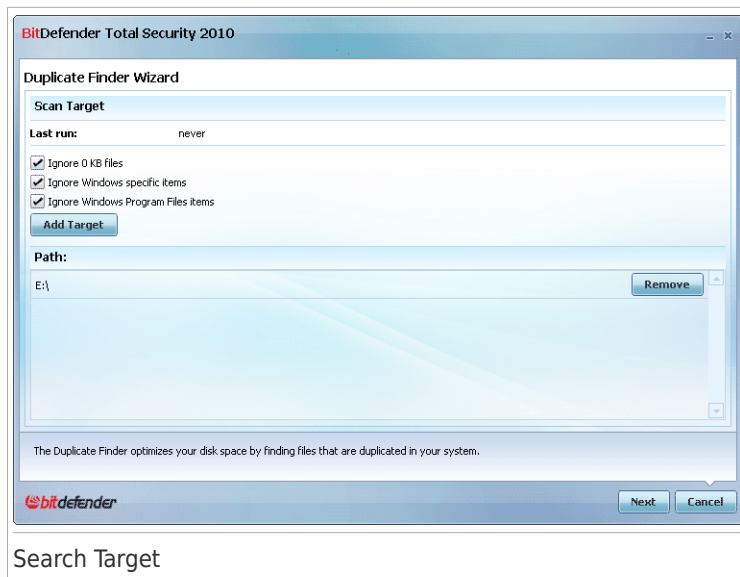 BitDefender Total Security 2010
Duplicate Finder Wizard
Scan Target
Last run: never
Ignore 0 KB files
Ignore Windows specific items
Ignore Windows Program Files items
Add Target
Path:
E:\ Remove
The Duplicate Finder optimizes your disk space by finding files that are duplicated in your system.
bitdefender Next Cancel
Search Target